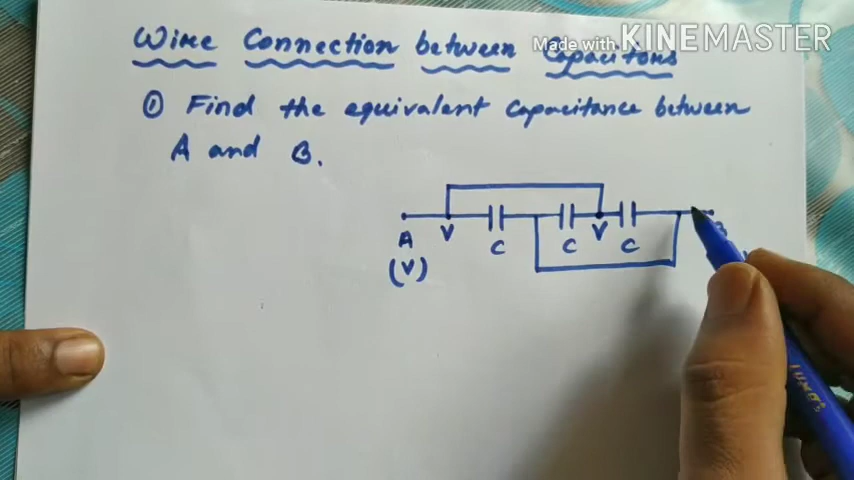 Made with KINEMASTER
Wire Connection between Capacitors
① Find the equivalent capacitance between
A and B.
A V C C V C
(V)